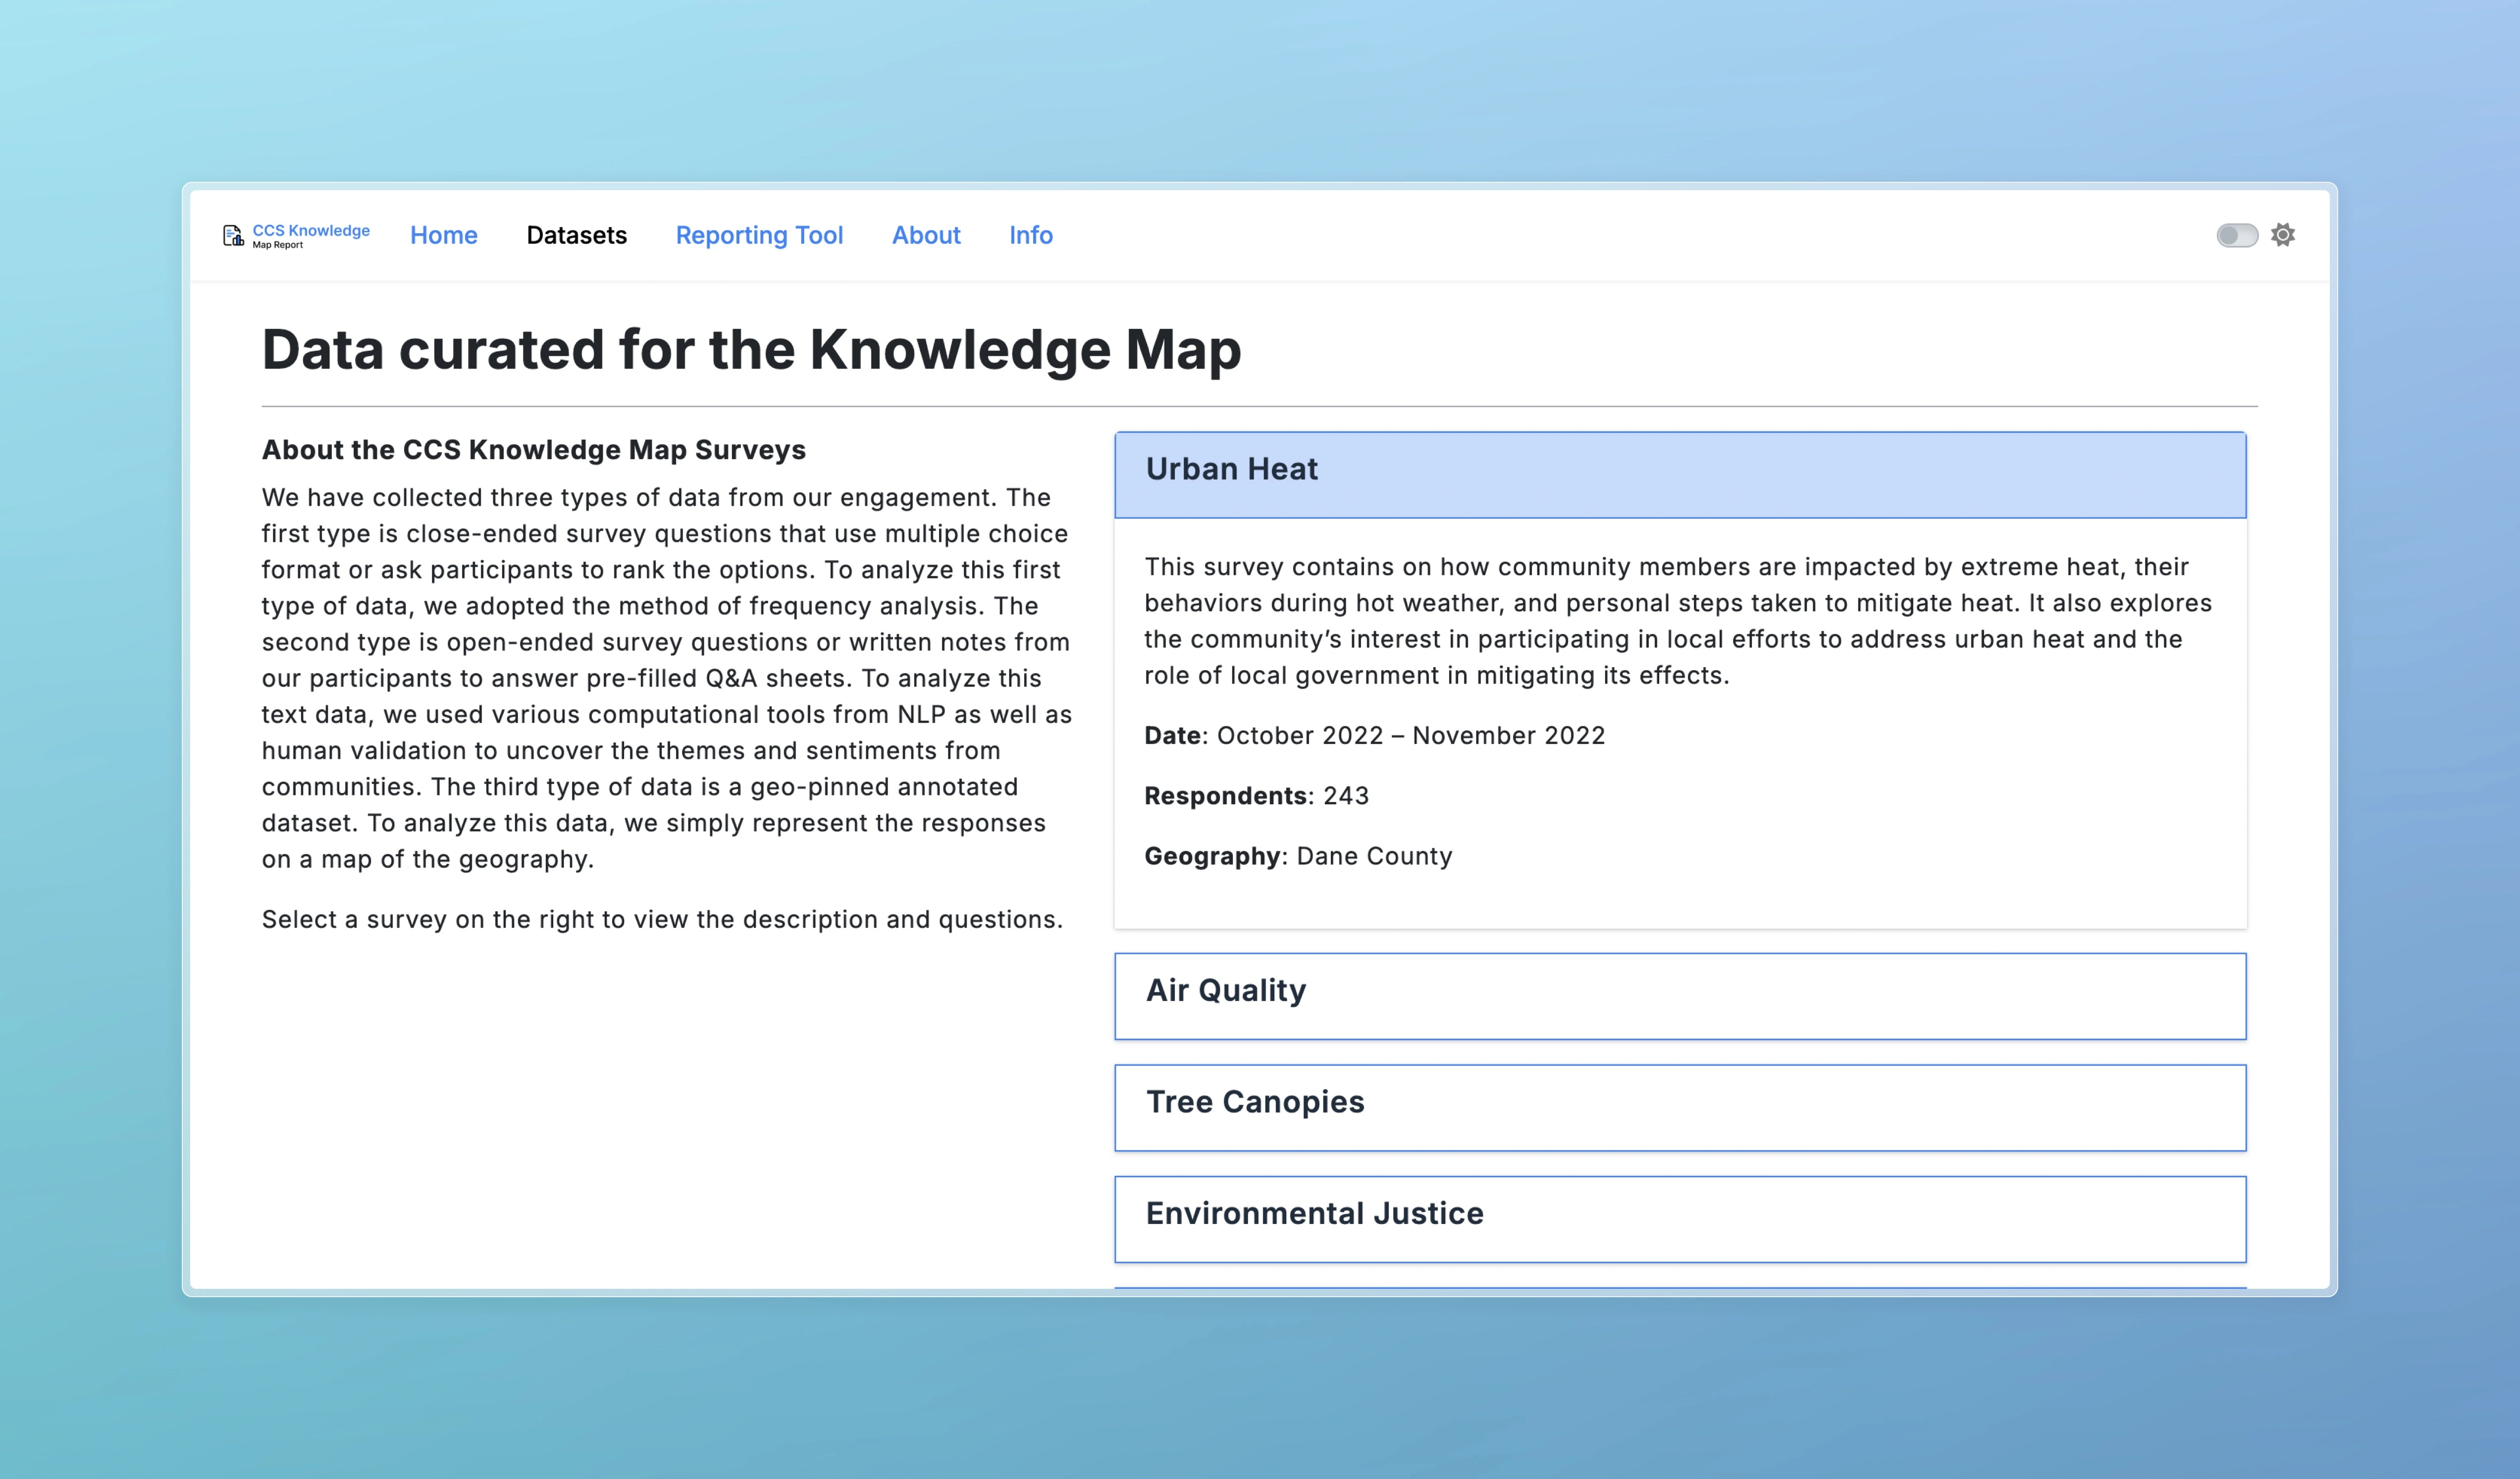 CCS Knowledge
Map Report
Home
Datasets
Reporting Tool
About
Info
Data curated for the Knowledge Map
About the CCS Knowledge Map Surveys
We have collected three types of data from our engagement. The
first type is close-ended survey questions that use multiple choice
format or ask participants to rank the options. To analyze this first
type of data, we adopted the method of frequency analysis. The
second type is open-ended survey questions or written notes from
our participants to answer pre-filled Q&A sheets. To analyze this
text data, we used various computational tools from NLP as well as
human validation to uncover the themes and sentiments from
communities. The third type of data is a geo-pinned annotated
dataset. To analyze this data, we simply represent the responses
on a map of the geography.
Select a survey on the right to view the description and questions.
Urban Heat
This survey contains on how community members are impacted by extreme heat, their
behaviors during hot weather, and personal steps taken to mitigate heat. It also explores
the community’s interest in participating in local efforts to address urban heat and the
role of local government in mitigating its effects.
Date: October 2022 – November 2022
Respondents: 243
Geography: Dane County
Air Quality
Tree Canopies
Environmental Justice